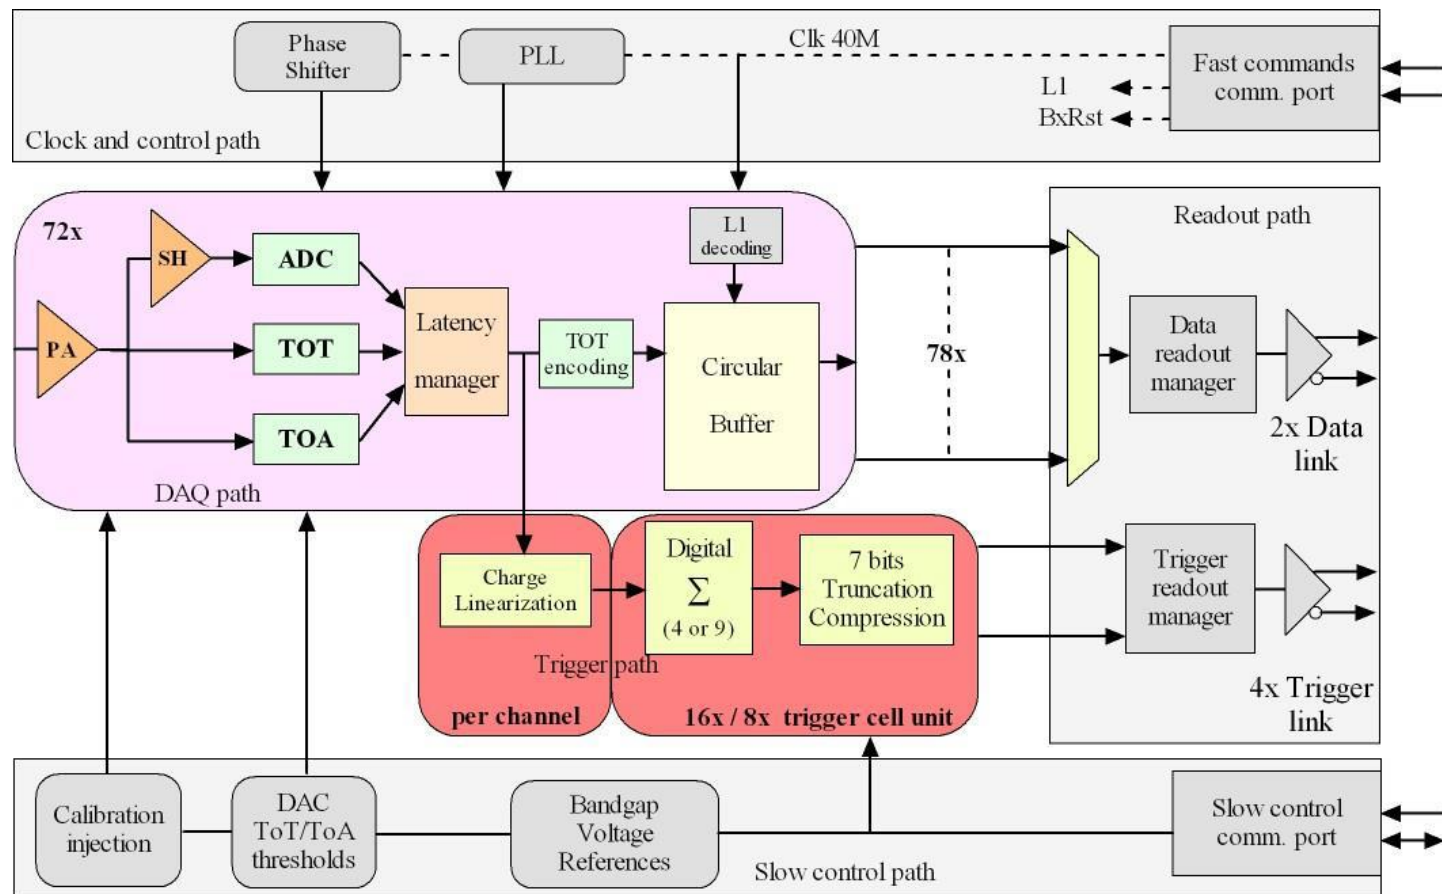 Phase
Shifter
PLL
Clk 40M
Fast commands
comm. port
L1
BxRst
Clock and control path
72x
SH
ADC
PA
TOT
TOA
Latency
manager
TOT
encoding
L1
decoding
Circular
Buffer
DAQ path
78x
Readout path
Data
readout
manager
2x Data
link
Charge
Linearization
Digital
Σ
(4 or 9)
7 bits
Truncation
Compression
Trigger path
per channel
16x / 8x trigger cell unit
Trigger
readout
manager
4x Trigger
link
Calibration
injection
DAC
ToT/ToA
thresholds
Bandgap
Voltage
References
Slow control
comm. port
Slow control path